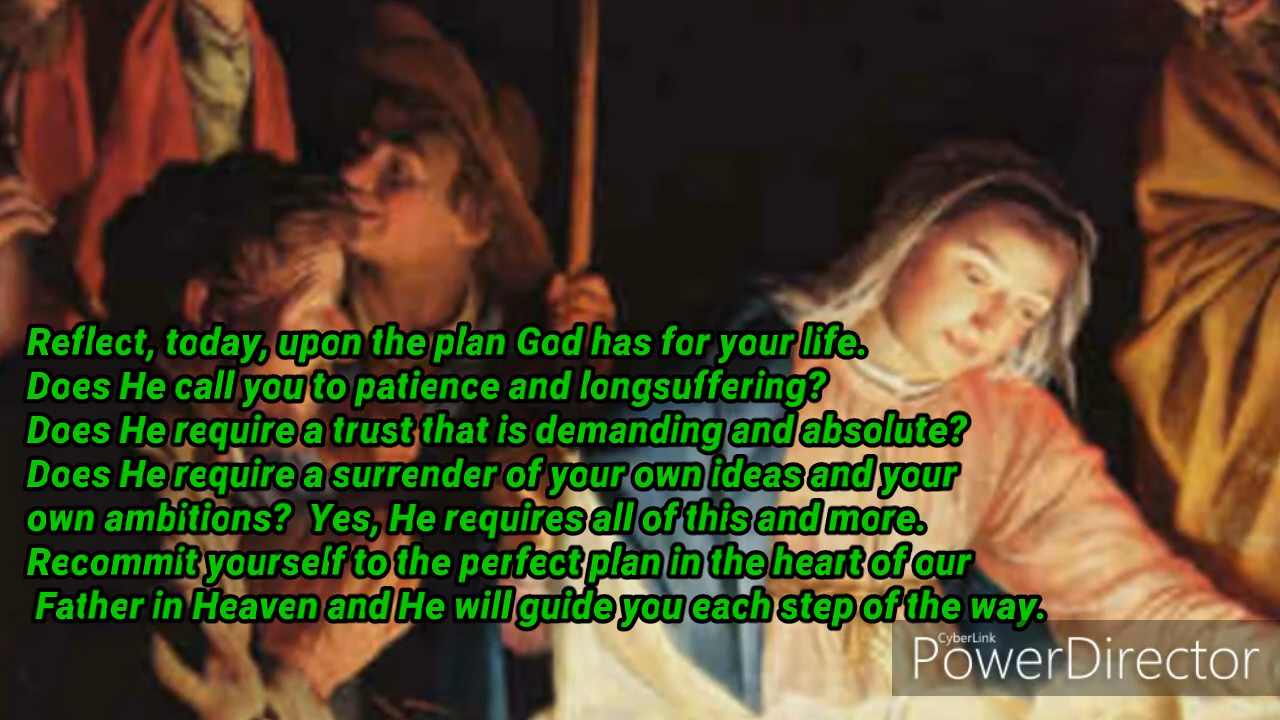 Reflect, today, upon the plan God has for your life.
Does He call you to patience and longsuffering?
Does He require a trust that is demanding and absolute?
Does He require a surrender of your own ideas and your
own ambitions?  Yes, He requires all of this and more.
Recommit yourself to the perfect plan in the heart of our
Father in Heaven and He will guide you each step of the way.
CyberLink
PowerDirector